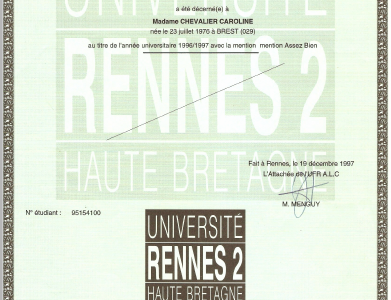 UNIVERSITÉ
a été décerné(e) à
Madame CHEVALIER CAROLINE
née le 23 juillet 1976 à BREST (029)
au titre de l'année universitaire 1996/1997 avec la mention mention Assez Bien
RENNES 2
HAUTE BRETAGNE
Fait à Rennes, le 19 décembre 1997
L'Attachée de l'UFR A.L.C
M. MENGUY
N° étudiant : 95154100
UNIVERSITÉ
RENNES 2
HAUTE BRETAGNE